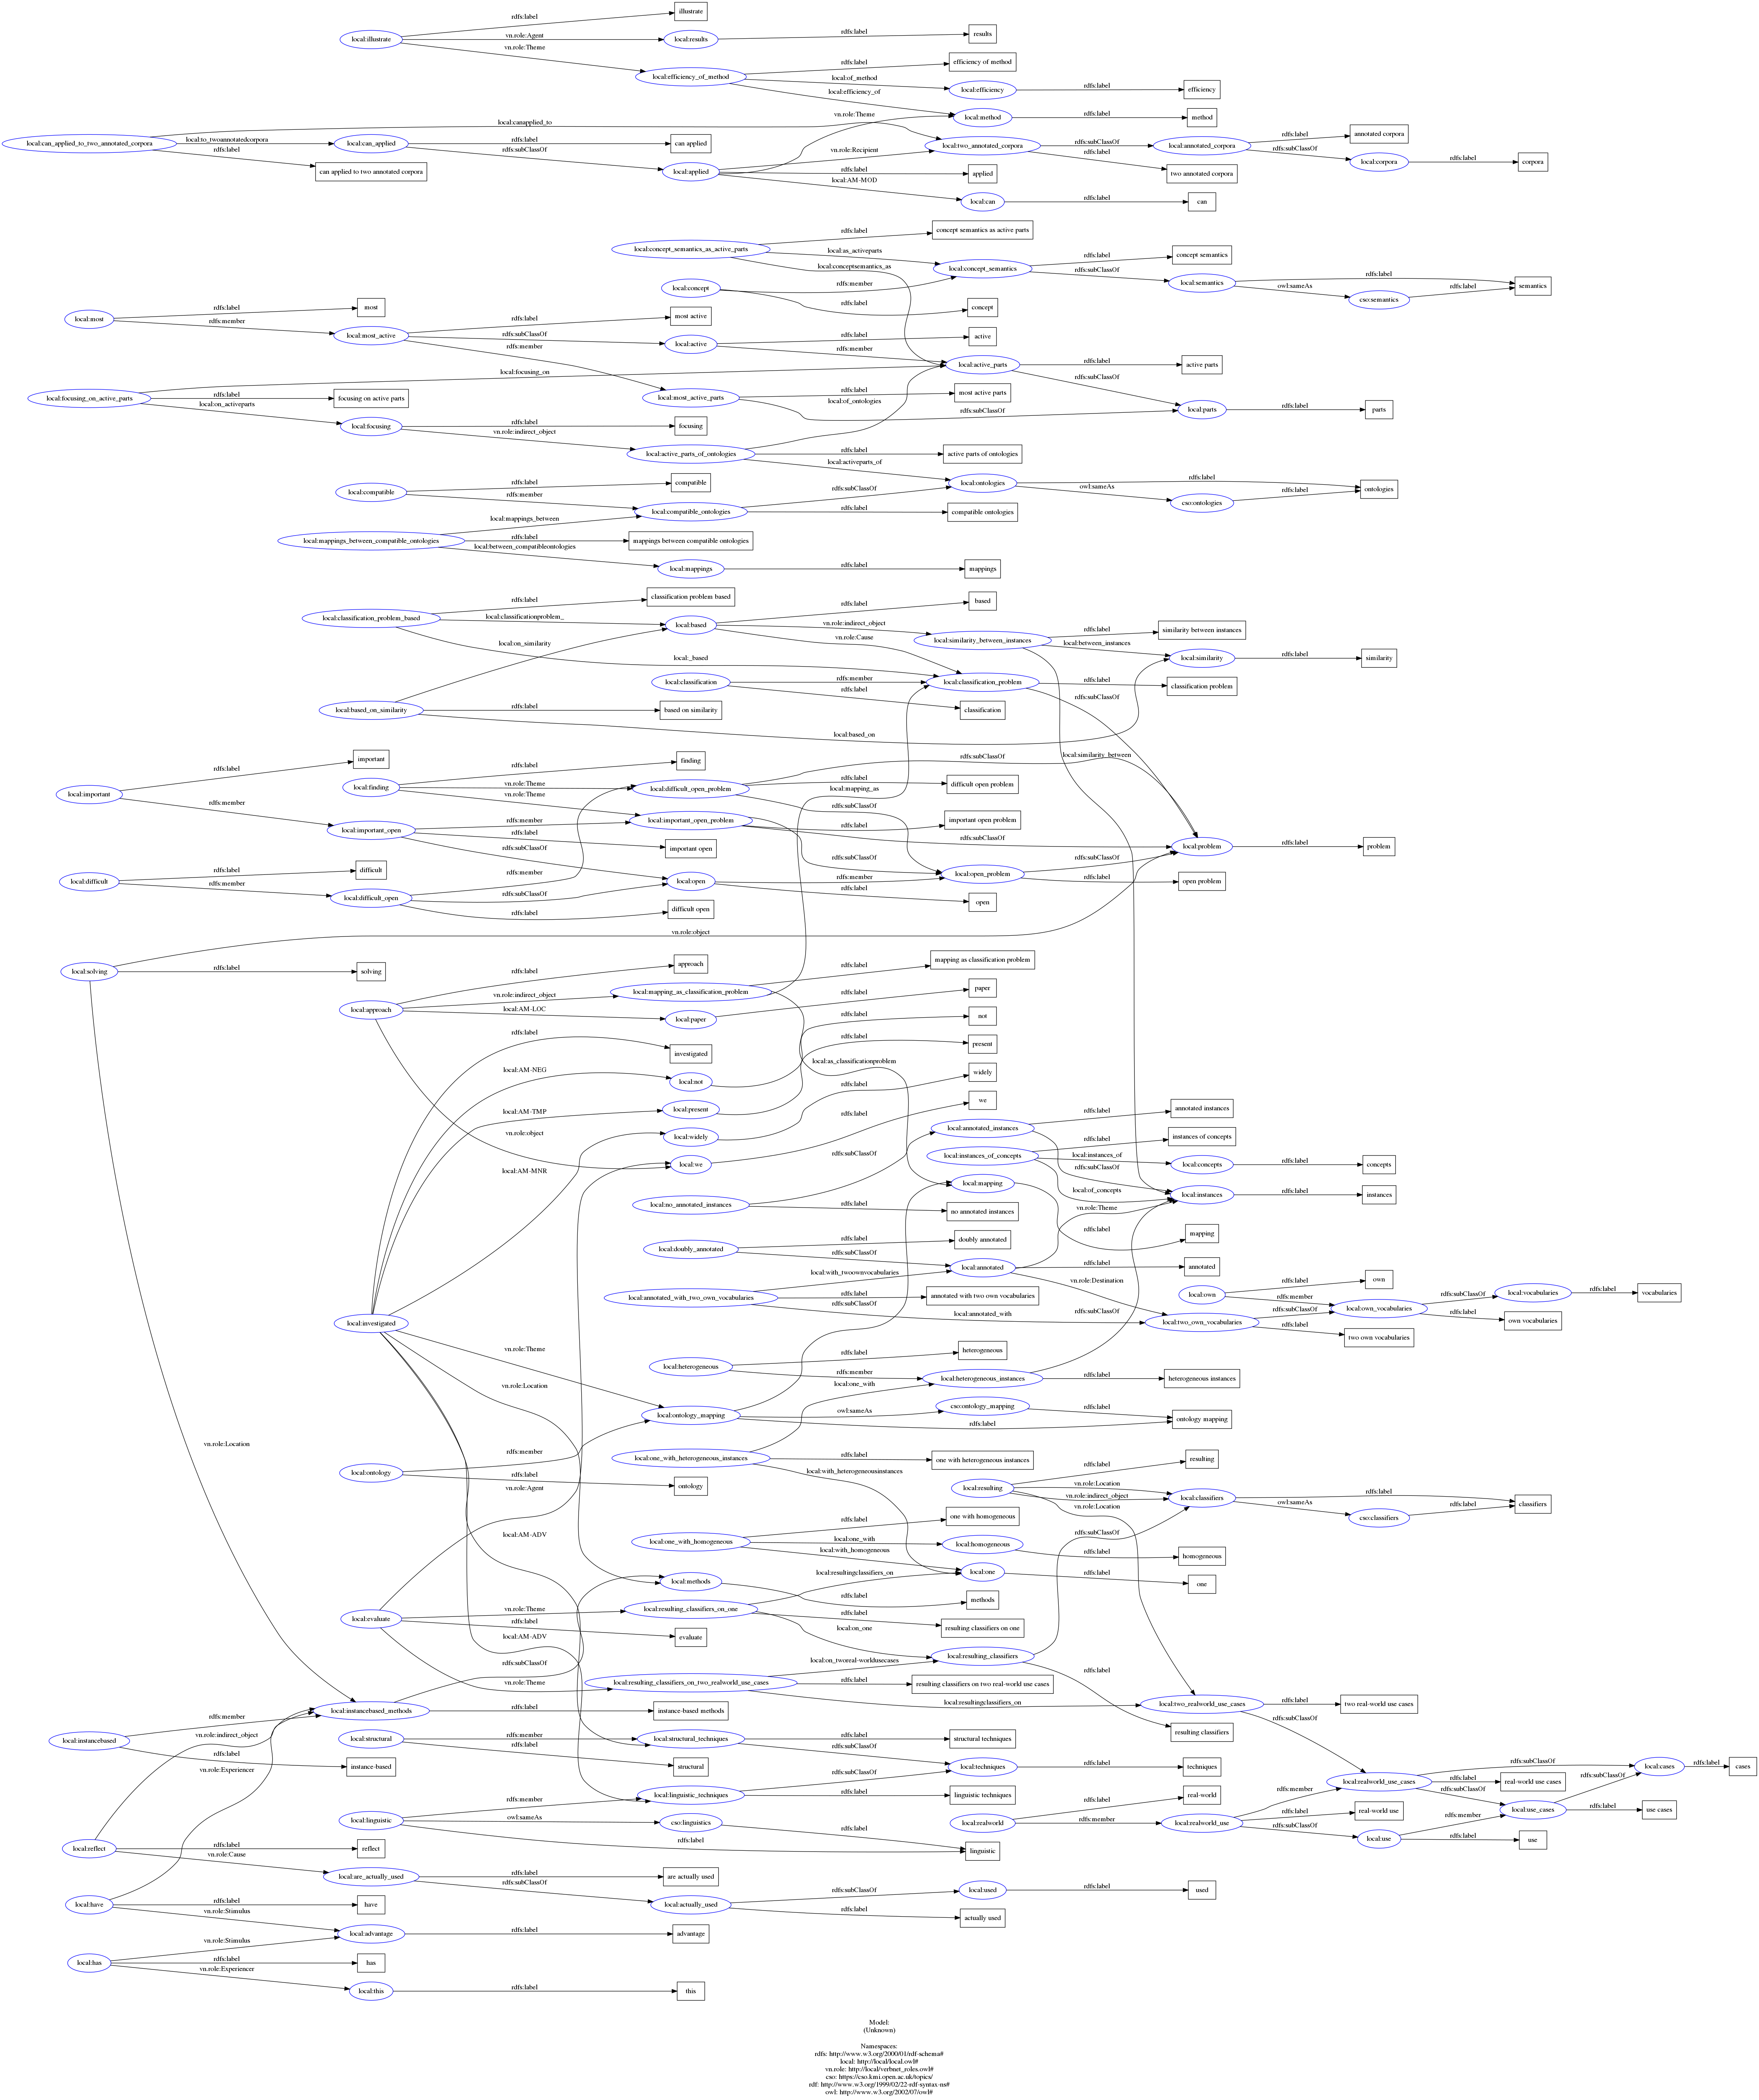 rdfs:label
illustrate
local:illustrate
vn.role:Agent
local:results
rdfs:label
results
vn.role:Theme
local:efficiency_of_method
rdfs:label
efficiency of method
local:of_method
local:efficiency
rdfs:label
efficiency
local:efficiency_of
local:method
rdfs:label
method
local:can_applied_to_two_annotated_corpora
local:canapplied_to
local:to_twoannotatedcorpora
local:can_applied
rdfs:label
can applied to two annotated corpora
rdfs:label
can applied
rdfs:subClassOf
local:applied
vn.role:Theme
vn.role:Recipient
local:two_annotated_corpora
rdfs:label
applied
local:AM-MOD
local:can
rdfs:label
can
rdfs:subClassOf
local:annotated_corpora
rdfs:label
two annotated corpora
rdfs:label
annotated corpora
rdfs:subClassOf
local:corpora
rdfs:label
corpora
local:concept_semantics_as_active_parts
rdfs:label
concept semantics as active parts
local:as_activeparts
local:concept_semantics
local:conceptsemantics_as
local:concept
rdfs:member
rdfs:label
concept
rdfs:label
concept semantics
rdfs:subClassOf
local:semantics
rdfs:label
semantics
owl:sameAs
cso:semantics
rdfs:label
local:most
rdfs:label
most
rdfs:member
local:most_active
rdfs:label
most active
rdfs:subClassOf
local:active
rdfs:member
rdfs:label
active
rdfs:member
local:active_parts
rdfs:label
active parts
rdfs:subClassOf
local:parts
rdfs:label
parts
local:focusing_on_active_parts
local:focusing_on
rdfs:label
focusing on active parts
local:on_activeparts
local:focusing
rdfs:label
focusing
vn.role:indirect_object
local:most_active_parts
rdfs:label
most active parts
rdfs:subClassOf
local:of_ontologies
local:active_parts_of_ontologies
rdfs:label
active parts of ontologies
local:activeparts_of
local:ontologies
rdfs:label
ontologies
owl:sameAs
cso:ontologies
rdfs:label
local:compatible
rdfs:label
compatible
rdfs:member
local:compatible_ontologies
rdfs:subClassOf
rdfs:label
compatible ontologies
local:mappings_between_compatible_ontologies
local:mappings_between
rdfs:label
mappings between compatible ontologies
local:between_compatibleontologies
local:mappings
rdfs:label
mappings
local:classification_problem_based
rdfs:label
classification problem based
local:classificationproblem_
local:based
rdfs:label
based
vn.role:indirect_object
local:similarity_between_instances
vn.role:Cause
local:on_similarity
local:_based
rdfs:label
similarity between instances
local:between_instances
local:similarity
rdfs:label
similarity
local:classification
rdfs:member
local:classification_problem
rdfs:label
classification
rdfs:label
classification problem
rdfs:subClassOf
local:based_on_similarity
rdfs:label
based on similarity
local:based_on
local:similarity_between
local:important
rdfs:label
important
rdfs:member
local:important_open
local:finding
rdfs:label
finding
vn.role:Theme
local:difficult_open_problem
vn.role:Theme
local:important_open_problem
rdfs:subClassOf
rdfs:label
difficult open problem
local:mapping_as
rdfs:subClassOf
rdfs:member
rdfs:label
important open
rdfs:subClassOf
rdfs:label
important open problem
rdfs:subClassOf
rdfs:subClassOf
local:problem
rdfs:label
problem
local:difficult
rdfs:label
difficult
rdfs:member
local:difficult_open
rdfs:member
rdfs:subClassOf
local:open
rdfs:label
difficult open
rdfs:member
local:open_problem
rdfs:label
open
rdfs:subClassOf
rdfs:label
open problem
local:solving
vn.role:object
rdfs:label
solving
vn.role:Location
local:approach
rdfs:label
approach
vn.role:indirect_object
local:mapping_as_classification_problem
local:AM-LOC
local:paper
vn.role:object
rdfs:label
mapping as classification problem
rdfs:label
paper
local:as_classificationproblem
rdfs:label
investigated
local:AM-NEG
local:not
rdfs:label
not
local:AM-TMP
local:present
rdfs:label
present
local:AM-MNR
local:widely
rdfs:label
widely
local:we
rdfs:label
we
local:investigated
vn.role:Theme
vn.role:Location
local:AM-ADV
local:AM-ADV
rdfs:subClassOf
local:annotated_instances
rdfs:label
annotated instances
rdfs:subClassOf
local:instances_of_concepts
rdfs:label
instances of concepts
local:instances_of
local:concepts
rdfs:label
concepts
local:of_concepts
local:instances
rdfs:label
instances
local:mapping
rdfs:label
mapping
local:no_annotated_instances
rdfs:label
no annotated instances
local:doubly_annotated
rdfs:label
doubly annotated
rdfs:subClassOf
local:annotated
vn.role:Theme
rdfs:label
annotated
vn.role:Destination
local:annotated_with_two_own_vocabularies
local:with_twoownvocabularies
rdfs:label
annotated with two own vocabularies
rdfs:subClassOf
local:annotated_with
local:two_own_vocabularies
local:own
rdfs:label
own
rdfs:member
local:own_vocabularies
rdfs:subClassOf
rdfs:label
two own vocabularies
rdfs:subClassOf
local:vocabularies
rdfs:label
vocabularies
rdfs:label
own vocabularies
local:heterogeneous
rdfs:label
heterogeneous
rdfs:member
local:heterogeneous_instances
rdfs:subClassOf
rdfs:label
heterogeneous instances
local:ontology_mapping
owl:sameAs
cso:ontology_mapping
rdfs:label
ontology mapping
rdfs:label
local:ontology
rdfs:member
rdfs:label
ontology
local:one_with_heterogeneous_instances
local:one_with
rdfs:label
one with heterogeneous instances
local:with_heterogeneousinstances
local:resulting
rdfs:label
resulting
vn.role:Location
vn.role:indirect_object
vn.role:Location
local:classifiers
rdfs:label
classifiers
owl:sameAs
cso:classifiers
rdfs:label
local:one_with_homogeneous
rdfs:label
one with homogeneous
local:one_with
local:homogeneous
rdfs:label
homogeneous
local:with_homogeneous
local:one
rdfs:label
one
local:methods
rdfs:label
methods
local:evaluate
vn.role:Agent
vn.role:Theme
rdfs:label
evaluate
vn.role:Theme
local:resulting_classifiers_on_one
local:resultingclassifiers_on
rdfs:label
resulting classifiers on one
local:on_one
local:resulting_classifiers
rdfs:subClassOf
rdfs:label
resulting classifiers
local:resulting_classifiers_on_two_realworld_use_cases
local:on_tworeal-worldusecases
rdfs:label
resulting classifiers on two real-world use cases
local:resultingclassifiers_on
local:two_realworld_use_cases
rdfs:label
two real-world use cases
rdfs:subClassOf
local:instancebased
rdfs:member
rdfs:label
instance-based
local:instancebased_methods
rdfs:subClassOf
rdfs:label
instance-based methods
local:structural
rdfs:member
rdfs:label
structural
local:structural_techniques
rdfs:label
structural techniques
rdfs:subClassOf
local:techniques
rdfs:label
techniques
local:linguistic_techniques
rdfs:subClassOf
rdfs:label
linguistic techniques
local:linguistic
rdfs:member
owl:sameAs
cso:linguistics
rdfs:label
rdfs:label
linguistic
local:realworld
rdfs:label
real-world
rdfs:member
local:realworld_use
rdfs:member
rdfs:label
real-world use
rdfs:subClassOf
local:use
local:realworld_use_cases
rdfs:subClassOf
rdfs:label
real-world use cases
rdfs:subClassOf
local:use_cases
rdfs:subClassOf
rdfs:label
use cases
rdfs:member
rdfs:label
use
local:cases
rdfs:label
cases
local:reflect
vn.role:indirect_object
rdfs:label
reflect
vn.role:Cause
local:are_actually_used
rdfs:label
are actually used
rdfs:subClassOf
local:actually_used
rdfs:subClassOf
local:used
rdfs:label
used
rdfs:label
actually used
local:have
vn.role:Experiencer
rdfs:label
have
vn.role:Stimulus
local:advantage
rdfs:label
advantage
local:has
vn.role:Stimulus
rdfs:label
has
vn.role:Experiencer
local:this
rdfs:label
this
Model:
(Unknown)
Namespaces:
rdfs: http://www.w3.org/2000/01/rdf-schema#
local: http://local/local.owl#
vn.role: http://local/verbnet_roles.owl#
cso: https://cso.kmi.open.ac.uk/topics/
rdf: http://www.w3.org/1999/02/22-rdf-syntax-ns#
owl: http://www.w3.org/2002/07/owl#